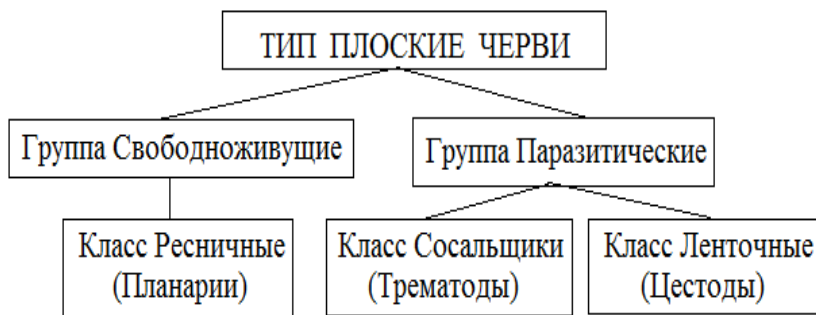 ТИП ПЛОСКИЕ ЧЕРВИ
Группа Свободноживущие
Группа Паразитические
Класс Ресничные
(Планарии)
Класс Сосальщики
(Трематоды)
Класс Ленточные
(Цестоды)